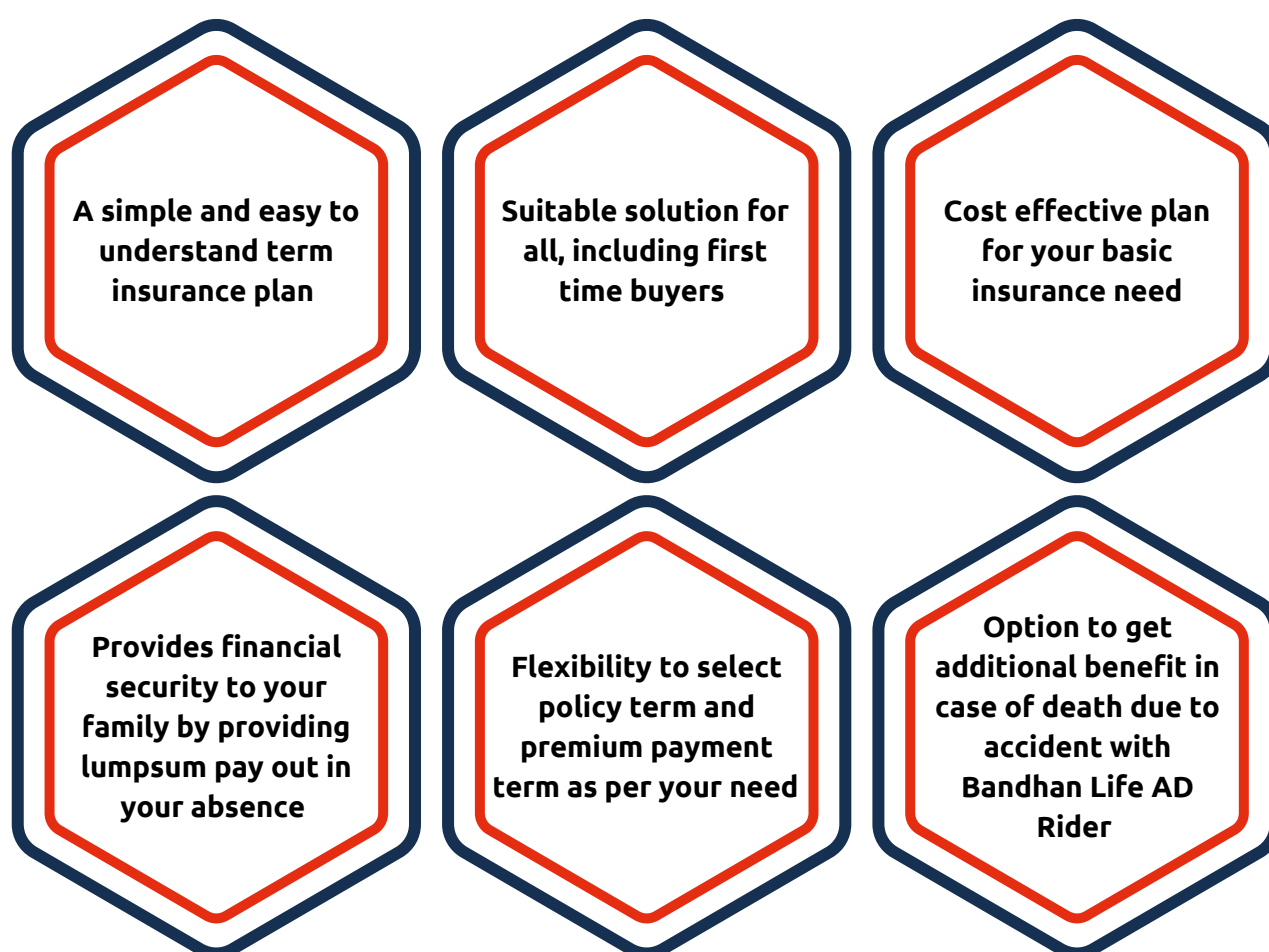 A simple and easy to
understand term
insurance plan
Suitable solution for
all, including first
time buyers
Cost effective plan
for your basic
insurance need
Provides financial
security to your
family by providing
lumpsum pay out in
your absence
Flexibility to select
policy term and
premium payment
term as per your need
Option to get
additional benefit in
case of death due to
accident with
Bandhan Life AD
Rider